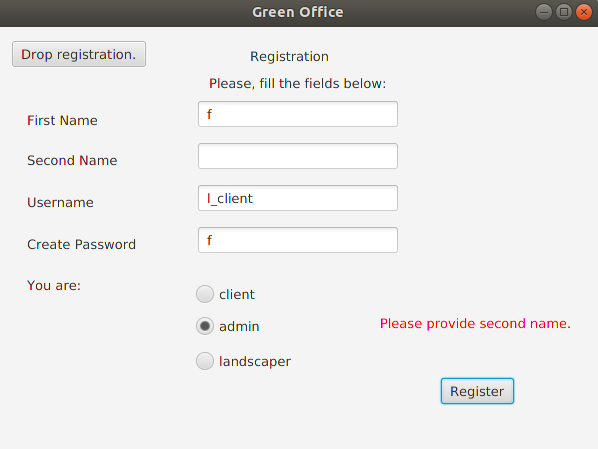 Green Office
Drop registration.
Registration
Please, fill the fields below:
First Name
f
Second Name
Username
l_client
Create Password
f
You are:
client
admin
Please provide second name.
landscaper
Register